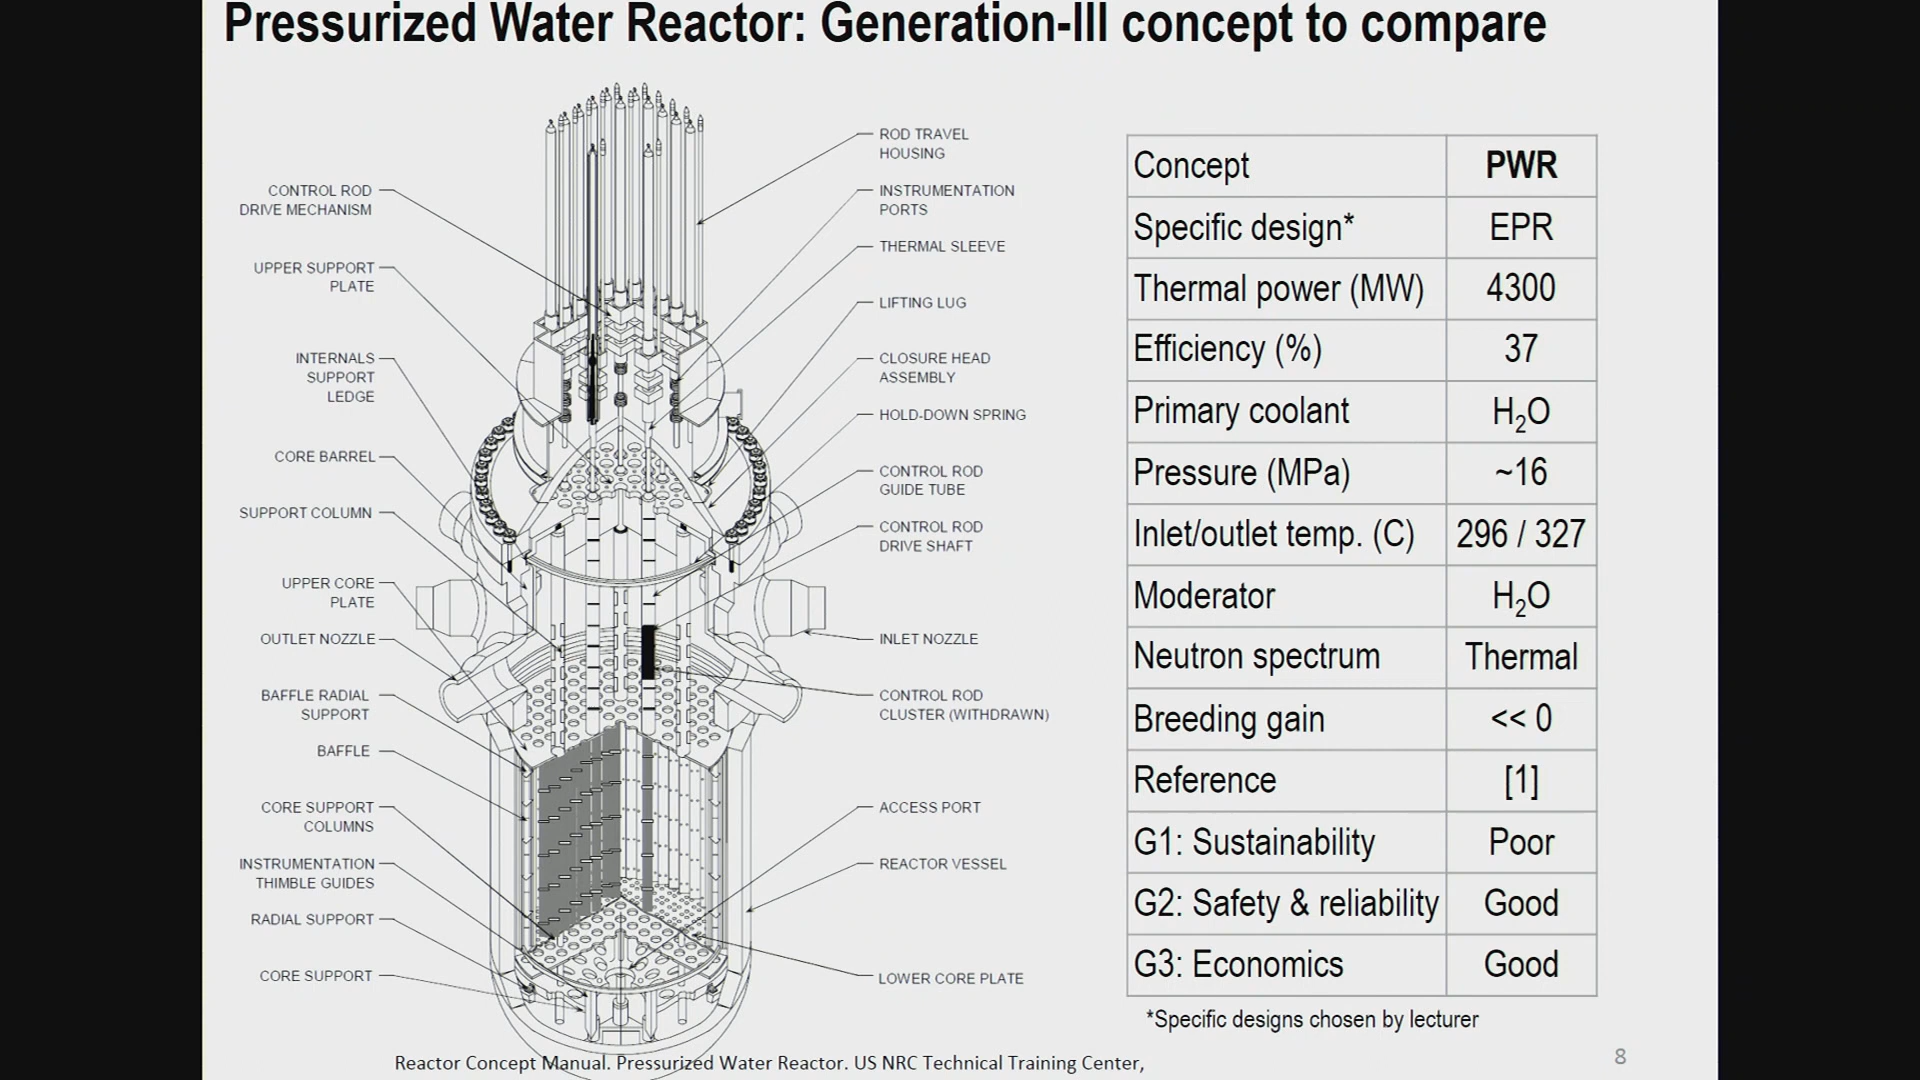 Pressurized Water Reactor: Generation-III concept to compare
ROD TRAVEL
HOUSING
CONTROL ROD
DRIVE MECHANISM
INSTRUMENTATION
PORTS
THERMAL SLEEVE
UPPER SUPPORT
PLATE
LIFTING LUG
INTERNALS
SUPPORT
LEDGE
CLOSURE HEAD
ASSEMBLY
HOLD-DOWN SPRING
CORE BARREL
CONTROL ROD
GUIDE TUBE
SUPPORT COLUMN
CONTROL ROD
DRIVE SHAFT
UPPER CORE
PLATE
OUTLET NOZZLE
INLET NOZZLE
BAFFLE RADIAL
SUPPORT
CONTROL ROD
CLUSTER (WITHDRAWN)
BAFFLE
CORE SUPPORT
COLUMNS
ACCESS PORT
INSTRUMENTATION
THIMBLE GUIDES
REACTOR VESSEL
RADIAL SUPPORT
CORE SUPPORT
LOWER CORE PLATE
Concept PWR
Specific design* EPR
Thermal power (MW) 4300
Efficiency (%) 37
Primary coolant H₂O
Pressure (MPa) ~16
Inlet/outlet temp. (C) 296 / 327
Moderator H₂O
Neutron spectrum Thermal
Breeding gain << 0
Reference [1]
G1: Sustainability Poor
G2: Safety & reliability Good
G3: Economics Good
*Specific designs chosen by lecturer
Reactor Concept Manual. Pressurized Water Reactor. US NRC Technical Training Center,
8